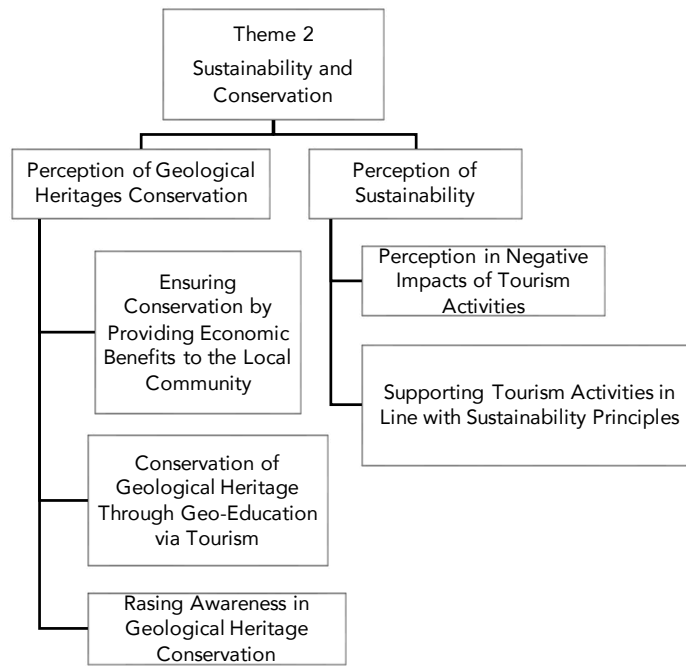 Theme 2
Sustainability and
Conservation
Perception of Geological
Heritages Conservation
Perception of
Sustainability
Ensuring
Conservation by
Providing Economic
Benefits to the Local
Community
Conservation of
Geological Heritage
Through Geo-Education
via Tourism
Rasing Awareness in
Geological Heritage
Conservation
Perception in Negative
Impacts of Tourism
Activities
Supporting Tourism Activities in
Line with Sustainability Principles